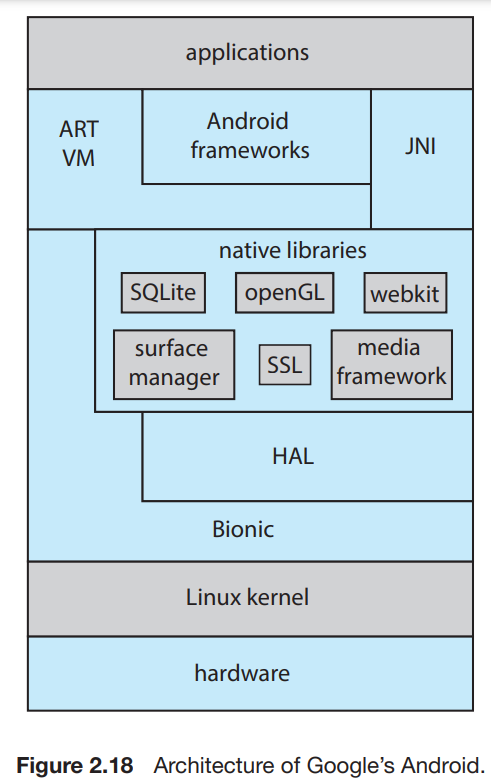 applications
ART
VM
Android
frameworks
JNI
native libraries
SQLite
openGL
webkit
surface
manager
SSL
media
framework
HAL
Bionic
Linux kernel
hardware
Figure 2.18 Architecture of Google’s Android.